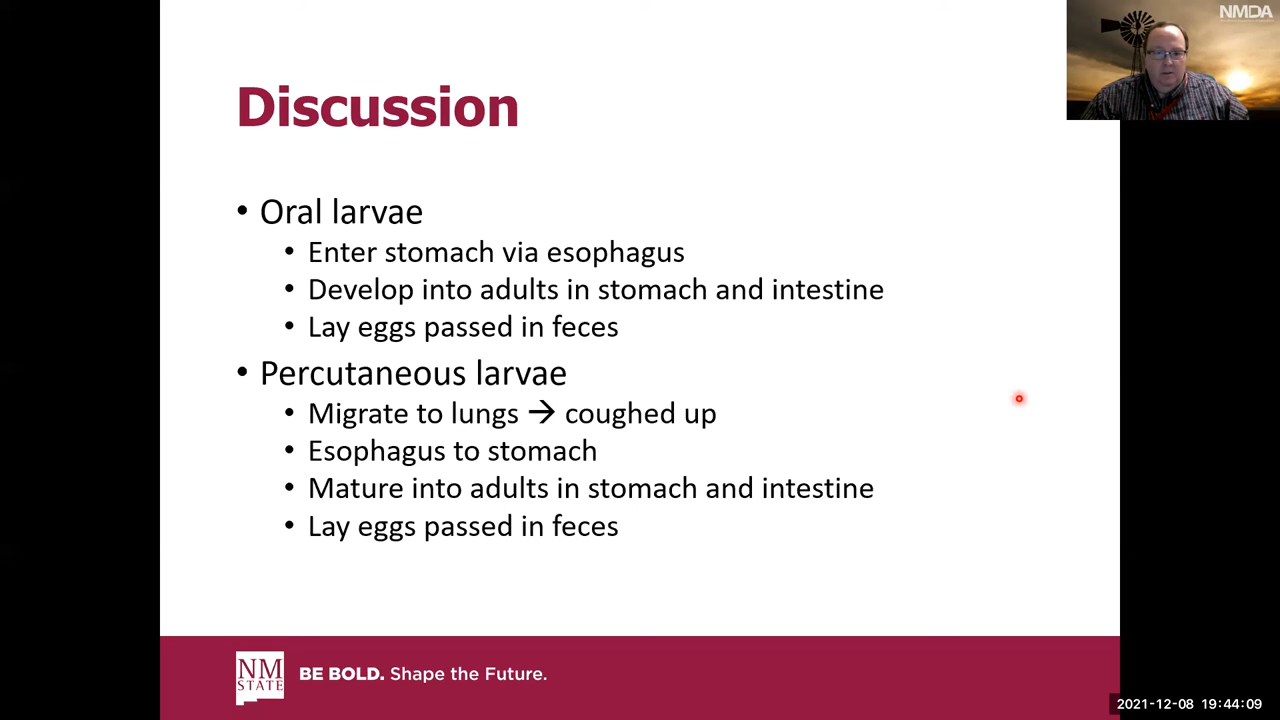 NMDA
Discussion
• Oral larvae
• Enter stomach via esophagus
• Develop into adults in stomach and intestine
• Lay eggs passed in feces
• Percutaneous larvae
• Migrate to lungs → coughed up
• Esophagus to stomach
• Mature into adults in stomach and intestine
• Lay eggs passed in feces
NM
STATE
BE BOLD. Shape the Future.
2021-12-08 19:44:09